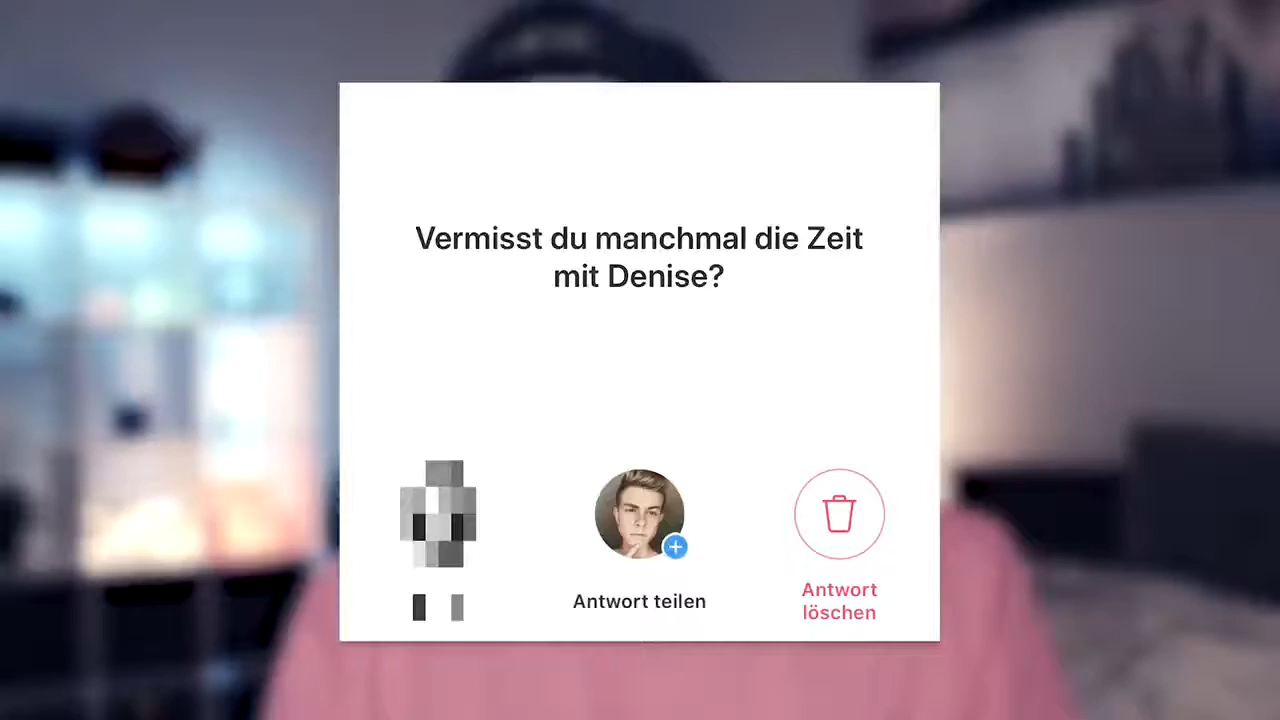 Vermisst du manchmal die Zeit
mit Denise?
Antwort teilen
Antwort
löschen